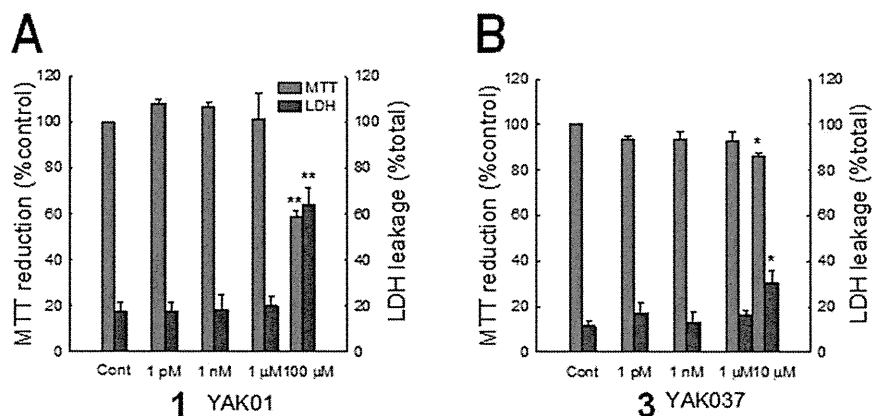 A
B
MTT reduction (%control)
120
100
80
60
40
20
0
MTT
LDH
**
**
120
100
80
60
40
20
0
LDH leakage (%total)
Cont 1 pM 1 nM 1 µM 100 µM
1 YAK01
MTT reduction (%control)
120
100
80
60
40
20
0
*
*
120
100
80
60
40
20
0
LDH leakage (%total)
Cont 1 pM 1 nM 1 µM 10 µM
3 YAK037